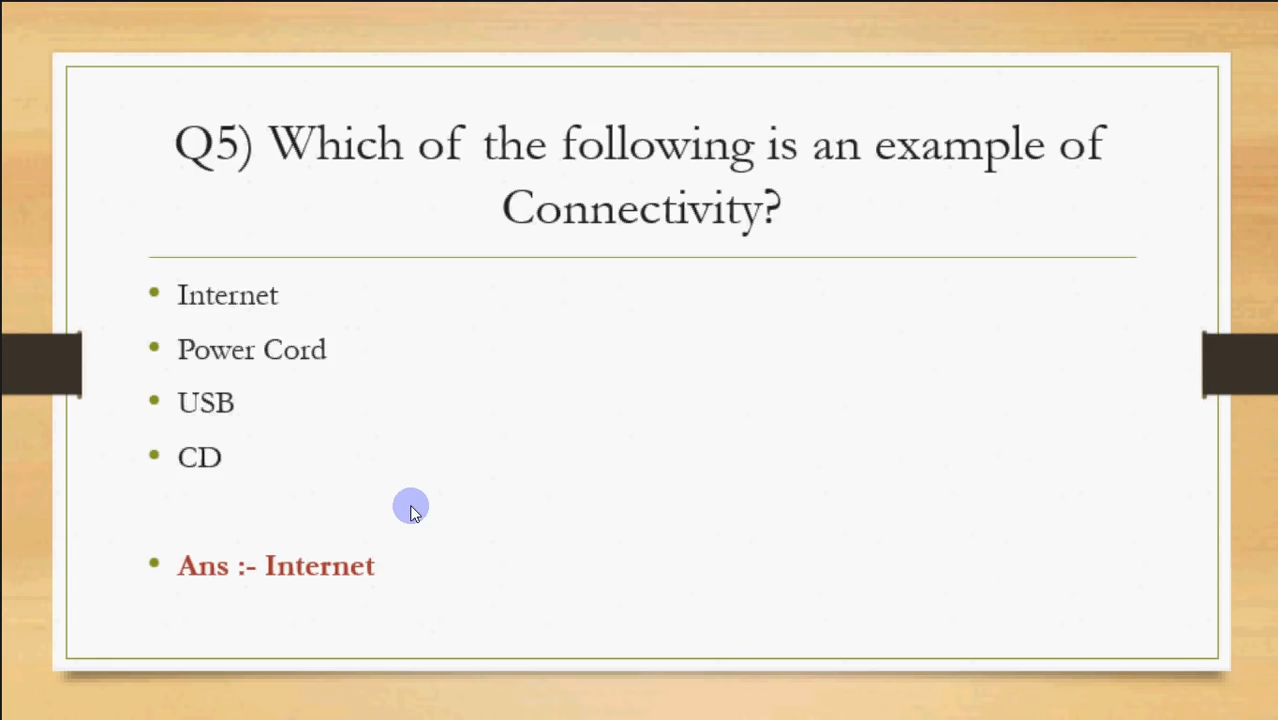 Q5) Which of the following is an example of
Connectivity?
Internet
Power Cord
USB
CD
Ans :- Internet